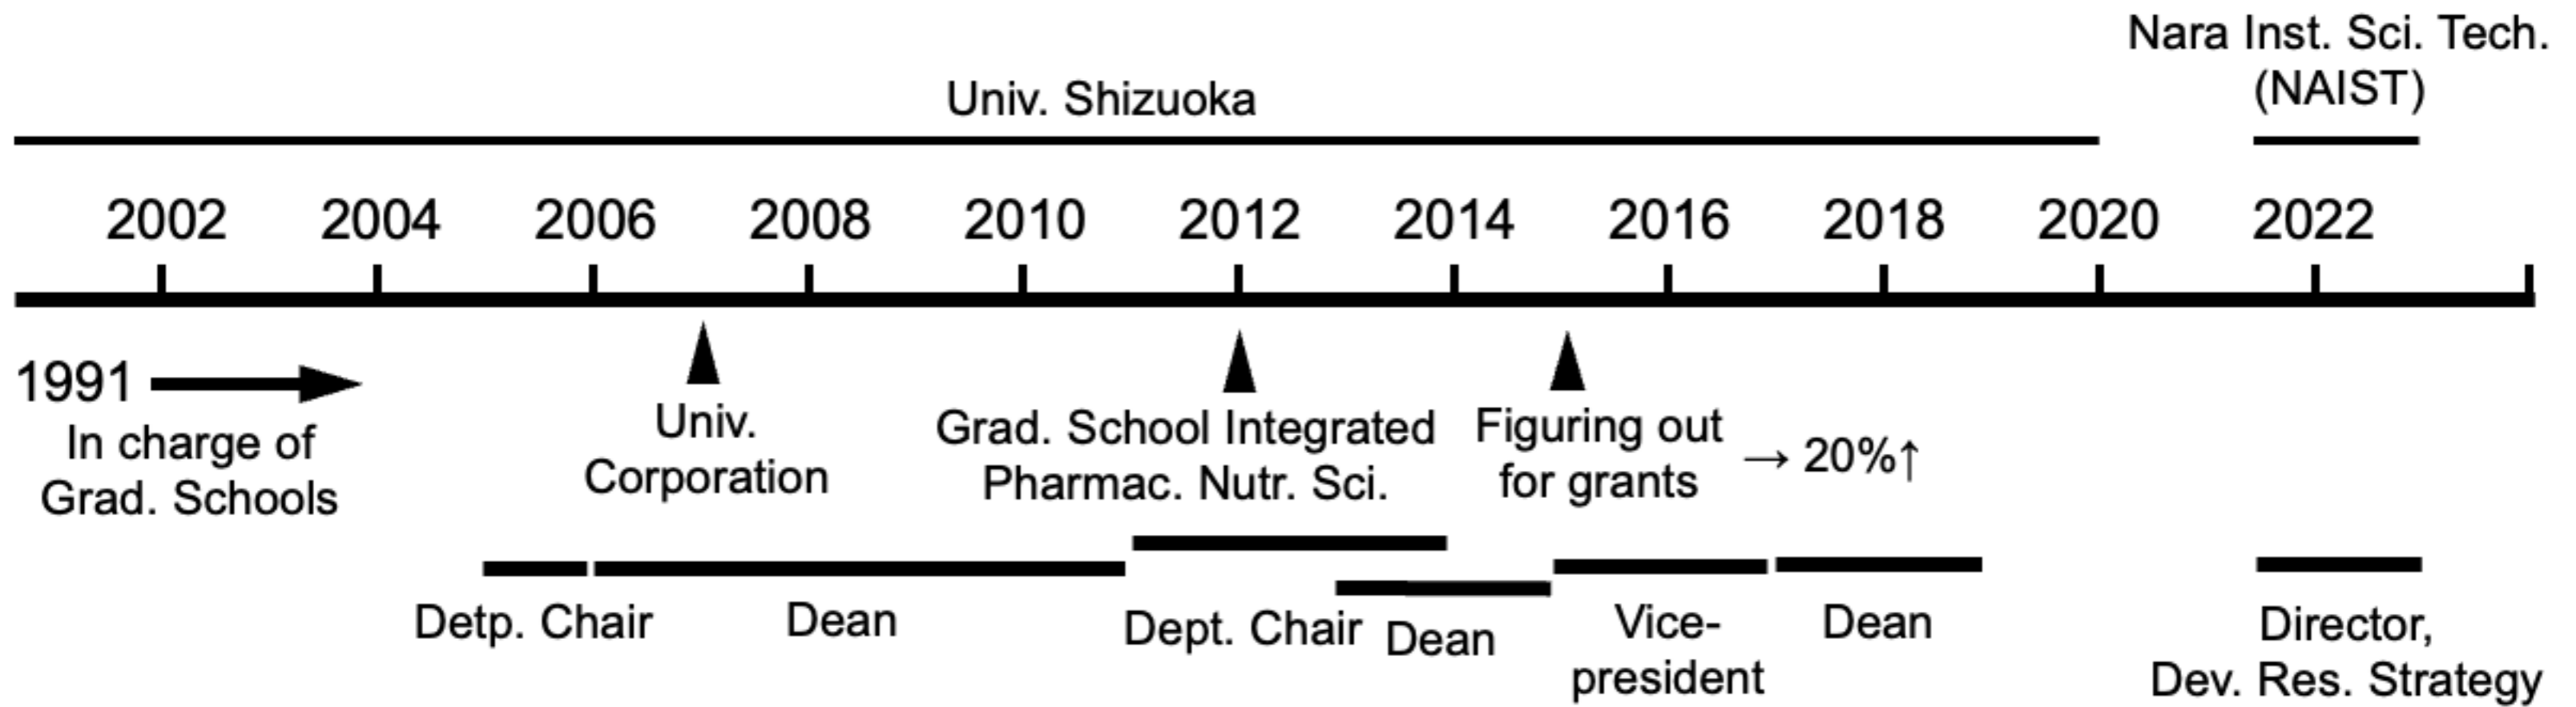 Nara Inst. Sci. Tech.
(NAIST)
Univ. Shizuoka
2002 2004 2006 2008 2010 2012 2014 2016 2018 2020 2022
1991
In charge of
Grad. Schools
Univ.
Corporation
Grad. School Integrated
Pharmac. Nutr. Sci.
Figuring out
for grants
→ 20%↑
Detp. Chair
Dean
Dept. Chair
Dean
Vice-
president
Dean
Director,
Dev. Res. Strategy